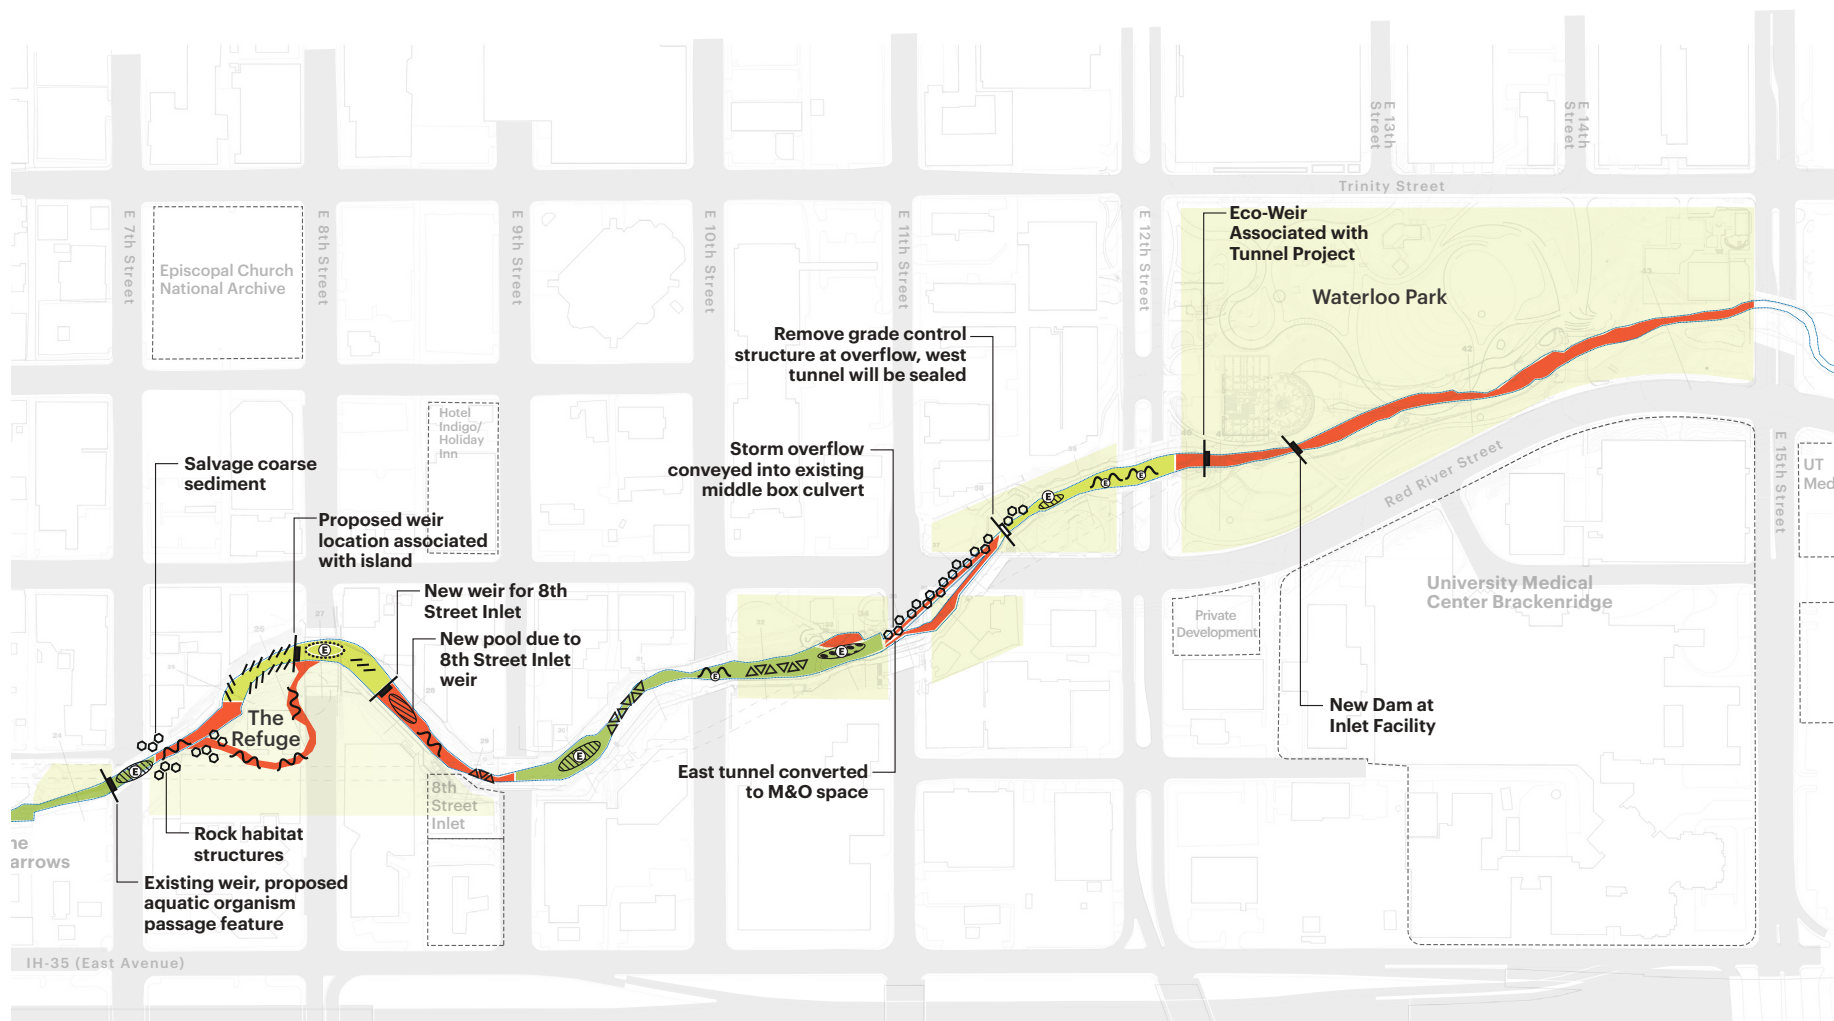 E 13th
Street
E 14th
Street
Trinity Street
E 7th Street
E 8th Street
E 9th Street
E 10th Street
E 11th Street
E 12th Street
Eco-Weir
Associated with
Tunnel Project
Episcopal Church
National Archive
Waterloo Park
Remove grade control
structure at overflow, west
tunnel will be sealed
Hotel
Indigo/
Holiday
Inn
Storm overflow
conveyed into existing
middle box culvert
Red River Street
E 15th Street
UT
Med
Salvage coarse
sediment
Proposed weir
location associated
with island
New weir for 8th
Street Inlet
New pool due to
8th Street Inlet
weir
University Medical
Center Brackenridge
Private
Development
The
Refuge
New Dam at
Inlet Facility
East tunnel converted
to M&O space
8th
Street
Inlet
Rock habitat
structures
he
arrows
Existing weir, proposed
aquatic organism
passage feature
IH-35 (East Avenue)
E
E
E
E
E
E
E
E